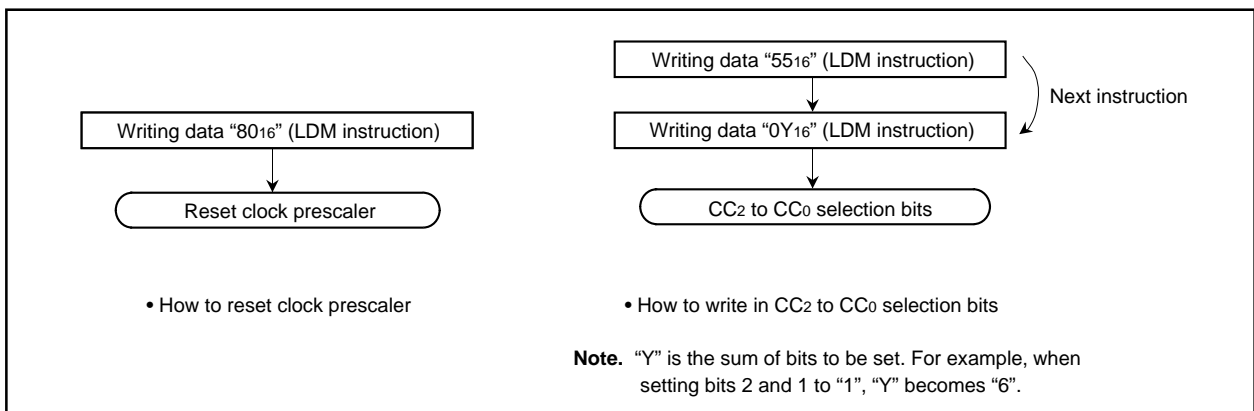 Writing data “80₁₆” (LDM instruction)
Reset clock prescaler
• How to reset clock prescaler
Writing data “55₁₆” (LDM instruction)
Next instruction
Writing data “0Y₁₆” (LDM instruction)
CC₂ to CC₀ selection bits
• How to write in CC₂ to CC₀ selection bits
Note. “Y” is the sum of bits to be set. For example, when
setting bits 2 and 1 to “1”, “Y” becomes “6”.